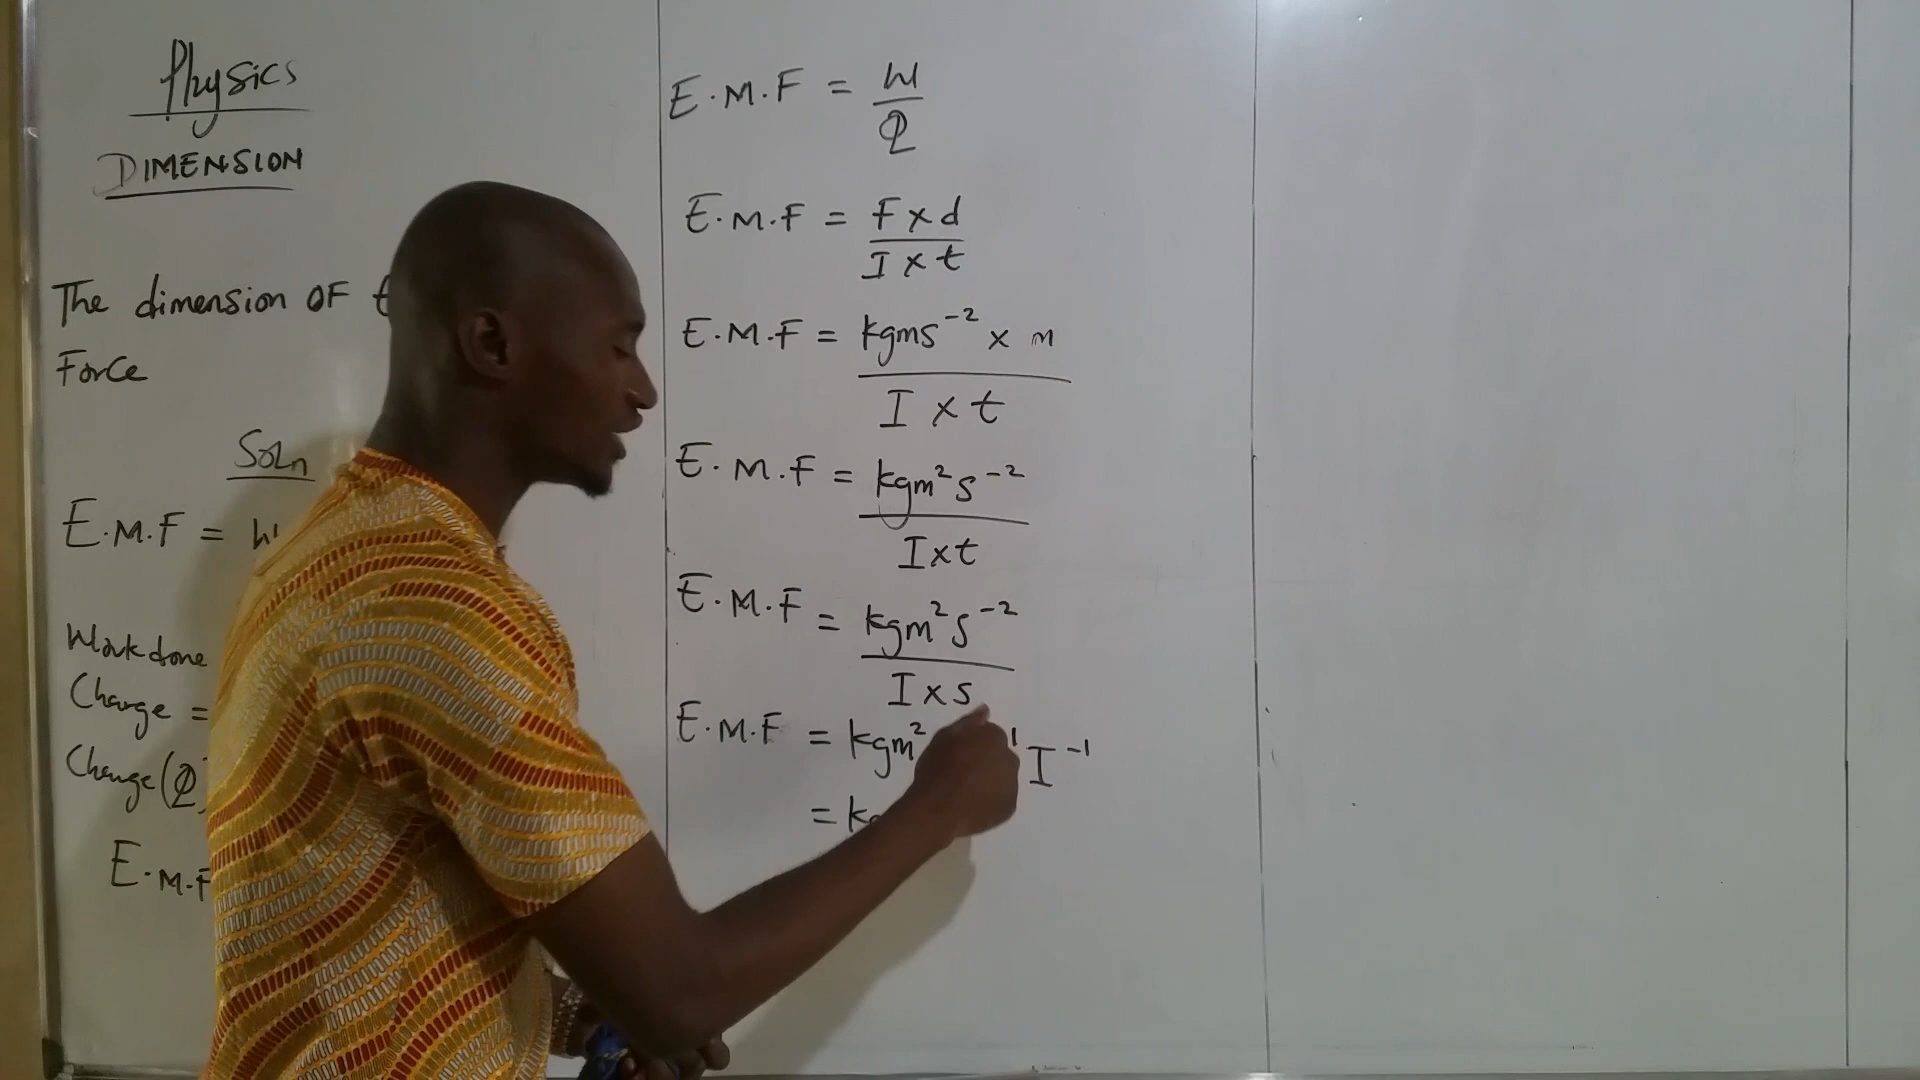 Physics
DIMENSION
The dimension OF
Force
Soln
E.M.F =
Workdone
Charge =
Charge (Q)
E.M.F
E.M.F = W/Q
E.M.F = F x d / I x t
E.M.F = kgms⁻² x m / I x t
E.M.F = kgm²s⁻² / I x t
E.M.F = kgm²s⁻² / I x s
E.M.F = kgm² I⁻¹
=